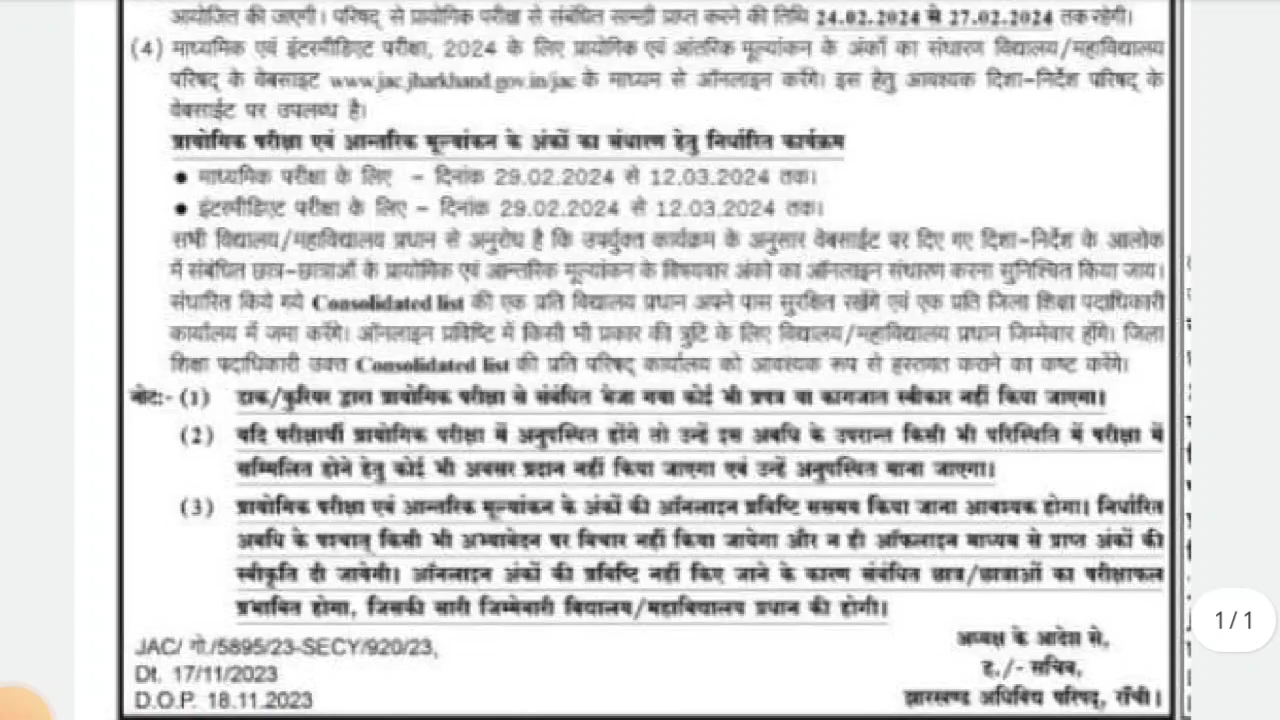 आयोजित की जाएगी। परिषद् से प्रायोगिक परीक्षा से संबंधित सामग्री प्राप्त करने की तिथि 24.02.2024 से 27.02.2024 तक रहेगी।
(4) माध्यमिक एवं इंटरमीडिएट परीक्षा, 2024 के लिए प्रायोगिक एवं आंतरिक मूल्यांकन के अंकों का संधारण विद्यालय/महाविद्यालय
परिषद् के वेबसाइट www.jac.jharkhand.gov.in/jac के माध्यम से ऑनलाइन करेंगे। इस हेतु आवश्यक दिशा-निर्देश परिषद् के
वेबसाईट पर उपलब्ध है।
प्रायोगिक परीक्षा एवं आन्तरिक मूल्यांकन के अंकों का संधारण हेतु निर्धारित कार्यक्रम
● माध्यमिक परीक्षा के लिए - दिनांक 29.02.2024 से 12.03.2024 तक।
● इंटरमीडिएट परीक्षा के लिए - दिनांक 29.02.2024 से 12.03.2024 तक।
सभी विद्यालय/महाविद्यालय प्रधान से अनुरोध है कि उपर्युक्त कार्यक्रम के अनुसार वेबसाईट पर दिए गए दिशा-निर्देश के आलोक
में संबंधित छात्र-छात्राओं के प्रायोगिक एवं आन्तरिक मूल्यांकन के विषयवार अंको का ऑनलाइन संधारण करना सुनिश्चित किया जाय।
संधारित किये गये Consolidated list की एक प्रति विद्यालय प्रधान अपने पास सुरक्षित रखेंगे एवं एक प्रति जिला शिक्षा पदाधिकारी
कार्यालय में जमा करेंगे। ऑनलाइन प्रविष्टि में किसी भी प्रकार की त्रुटि के लिए विद्यालय/महाविद्यालय प्रधान जिम्मेवार होंगे। जिला
शिक्षा पदाधिकारी उक्त Consolidated list की प्रति परिषद् कार्यालय को आवश्यक रूप से हस्तगत कराने का कष्ट करेंगे।
नोट:- (1) डाक/कुरियर द्वारा प्रायोगिक परीक्षा से संबंधित भेजा गया कोई भी प्रपत्र या कागजात स्वीकार नहीं किया जाएगा।
(2) यदि परीक्षार्थी प्रायोगिक परीक्षा में अनुपस्थित होंगे तो उन्हें इस अवधि के उपरान्त किसी भी परिस्थिति में परीक्षा में
सम्मिलित होने हेतु कोई भी अवसर प्रदान नहीं किया जाएगा एवं उन्हें अनुपस्थित माना जाएगा।
(3) प्रायोगिक परीक्षा एवं आन्तरिक मूल्यांकन के अंकों की ऑनलाइन प्रविष्टि ससमय किया जाना आवश्यक होगा। निर्धारित
अवधि के पश्चात् किसी भी अभ्यावेदन पर विचार नहीं किया जायेगा और न ही ऑफलाइन माध्यम से प्राप्त अंकों की
स्वीकृति दी जायेगी। ऑनलाइन अंकों की प्रविष्टि नहीं किए जाने के कारण संबंधित छात्र/छात्राओं का परीक्षाफल
प्रभावित होगा, जिसकी सारी जिम्मेवारी विद्यालय/महाविद्यालय प्रधान की होगी।
JAC/ गो./5895/23-SECY/920/23,
Dt. 17/11/2023
D.O.P. 18.11.2023
अध्यक्ष के आदेश से,
ह./- सचिव,
झारखण्ड अधिविद्य परिषद्, राँची।
1/1